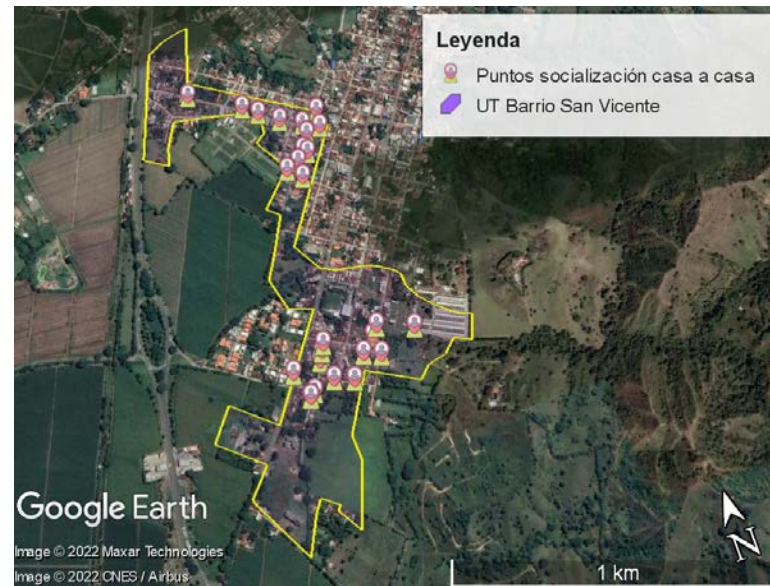 Leyenda
Puntos socialización casa a casa
UT Barrio San Vicente
Google Earth
Image © 2022 Maxar Technologies
Image © 2022 CNES / Airbus
N
1 km